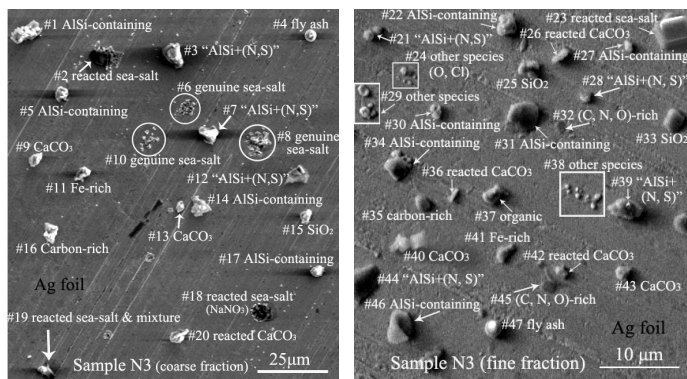 #1 AlSi-containing
#4 fly ash
#3 “AlSi+(N,S)”
#2 reacted sea-salt
#6 genuine sea-salt
#5 AlSi-containing
#7 “AlSi+(N,S)”
#8 genuine
sea-salt
#9 CaCO₃
#10 genuine sea-salt
#11 Fe-rich
#12 “AlSi+(N,S)”
#14 AlSi-containing
#13 CaCO₃
#15 SiO₂
#16 Carbon-rich
#17 AlSi-containing
Ag foil
#18 reacted sea-salt
(NaNO₃)
#19 reacted sea-salt & mixture
#20 reacted CaCO₃
Sample N3 (coarse fraction)
25μm
#22 AlSi-containing
#23 reacted sea-salt
#21 “AlSi+(N,S)”
#26 reacted CaCO₃
#24 other species
(O, Cl)
#27 AlSi-containing
#25 SiO₂
#28 “AlSi+(N, S)”
#29 other species
#30 AlSi-containing
#32 (C, N, O)-rich
#33 SiO₂
#31 AlSi-containing
#34 AlSi-containing
#38 other species
#36 reacted CaCO₃
#39 “AlSi+
(N, S)”
#35 carbon-rich
#37 organic
#41 Fe-rich
#40 CaCO₃
#42 reacted CaCO₃
#43 CaCO₃
#44 “AlSi+(N, S)”
#45 (C, N, O)-rich
#46 AlSi-containing
#47 fly ash
Ag foil
Sample N3 (fine fraction)
10 μm